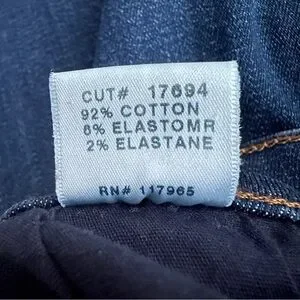 CUT# 17694
92% COTTON
6% ELASTOMR
2% ELASTANE
RN# 117965